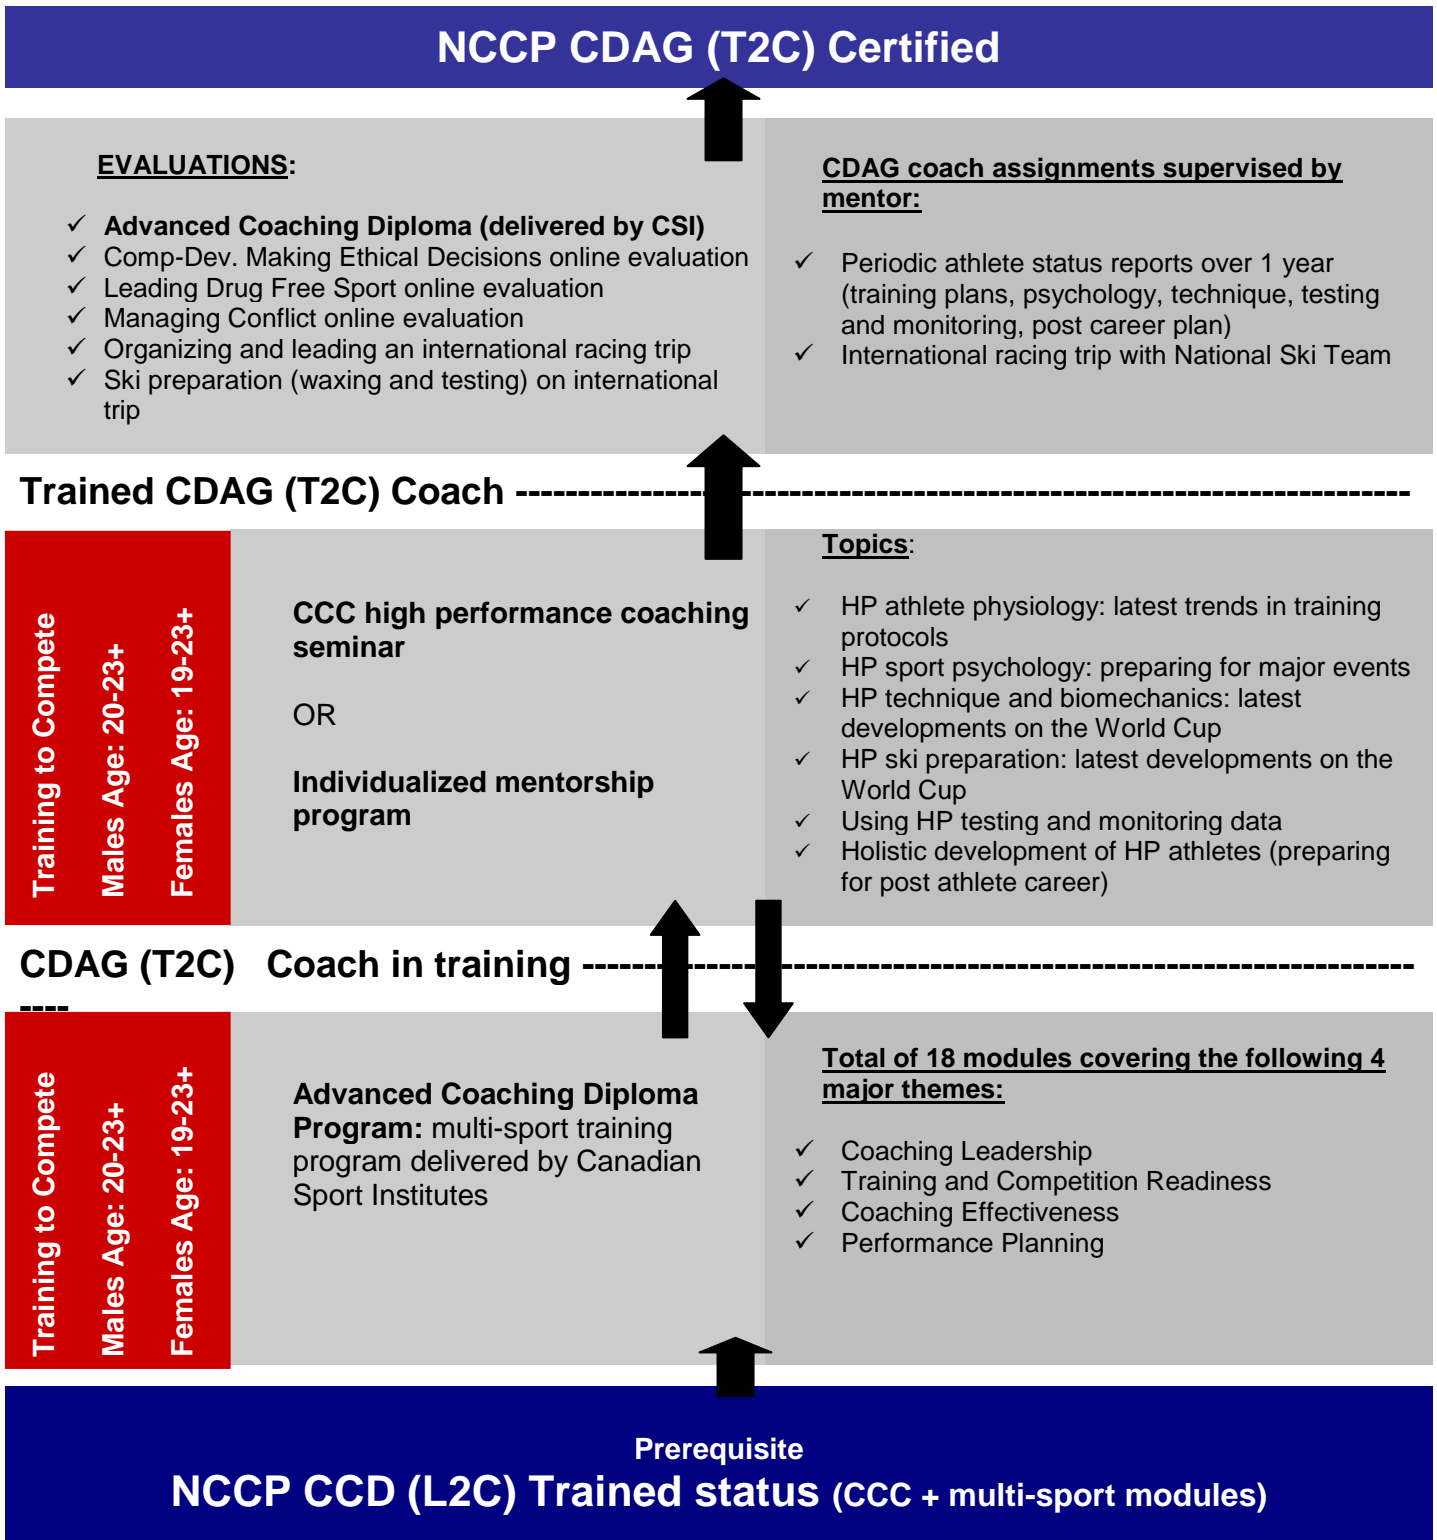 NCCP CDAG (T2C) Certified
EVALUATIONS:
✓ Advanced Coaching Diploma (delivered by CSI)
✓ Comp-Dev. Making Ethical Decisions online evaluation
✓ Leading Drug Free Sport online evaluation
✓ Managing Conflict online evaluation
✓ Organizing and leading an international racing trip
✓ Ski preparation (waxing and testing) on international
trip
CDAG coach assignments supervised by
mentor:
✓ Periodic athlete status reports over 1 year
(training plans, psychology, technique, testing
and monitoring, post career plan)
✓ International racing trip with National Ski Team
Trained CDAG (T2C) Coach ------------------------------------------------------------------------
Training to Compete
Males Age: 20-23+
Females Age: 19-23+
CCC high performance coaching
seminar
OR
Individualized mentorship
program
Topics:
✓ HP athlete physiology: latest trends in training
protocols
✓ HP sport psychology: preparing for major events
✓ HP technique and biomechanics: latest
developments on the World Cup
✓ HP ski preparation: latest developments on the
World Cup
✓ Using HP testing and monitoring data
✓ Holistic development of HP athletes (preparing
for post athlete career)
CDAG (T2C) Coach in training -------------------------------------------------------------------
----
Training to Compete
Males Age: 20-23+
Females Age: 19-23+
Advanced Coaching Diploma
Program: multi-sport training
program delivered by Canadian
Sport Institutes
Total of 18 modules covering the following 4
major themes:
✓ Coaching Leadership
✓ Training and Competition Readiness
✓ Coaching Effectiveness
✓ Performance Planning
Prerequisite
NCCP CCD (L2C) Trained status (CCC + multi-sport modules)